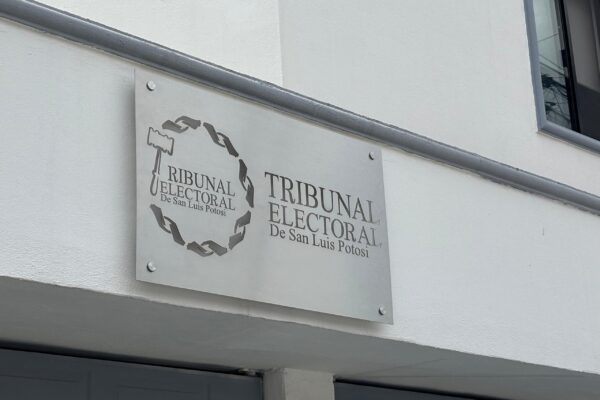 TRIBUNAL
ELECTORAL
De San Luis Potosí
TRIBUNAL
ELECTORAL
De San Luis Potosí